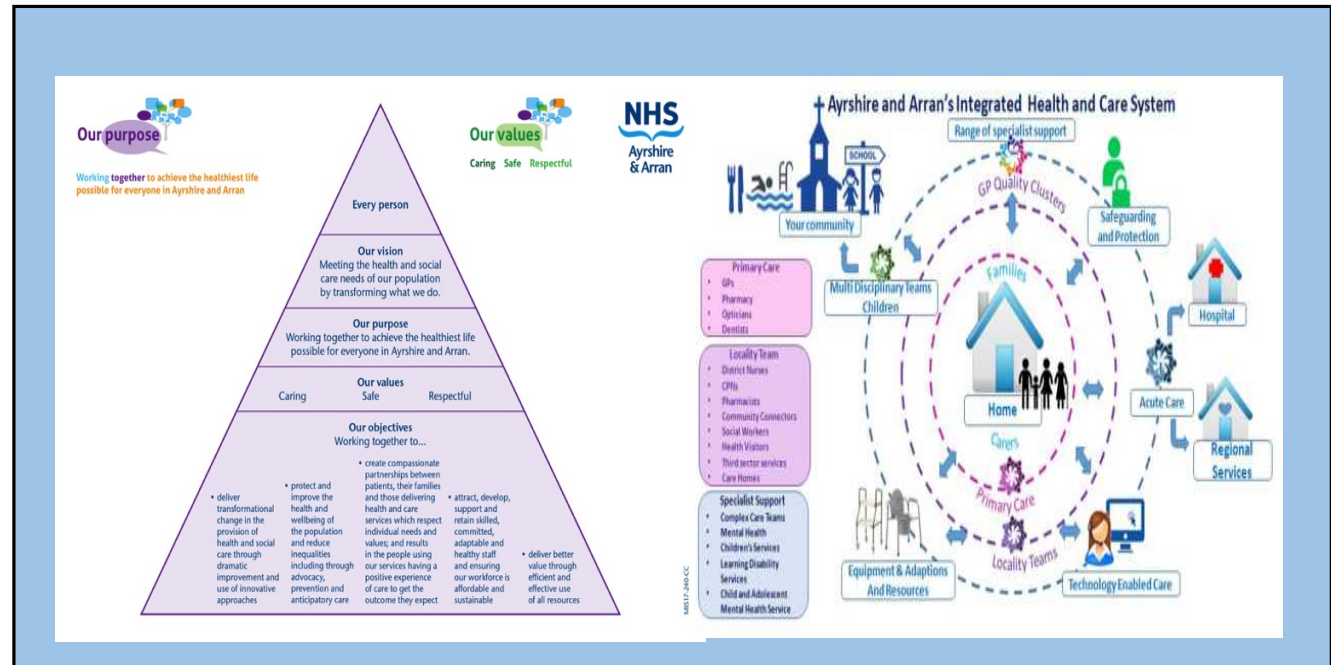 Our purpose
Working together to achieve the healthiest life
possible for everyone in Ayrshire and Arran
Our values
Caring Safe Respectful
NHS
Ayrshire
& Arran
Every person
Our vision
Meeting the health and social
care needs of our population
by transforming what we do.
Our purpose
Working together to achieve the healthiest life
possible for everyone in Ayrshire and Arran.
Our values
Caring Safe Respectful
Our objectives
Working together to...
• deliver
transformational
change in the
provision of
health and social
care through
dramatic
improvement and
use of innovative
approaches
• protect and
improve the
health and
wellbeing of
the population
and reduce
inequalities
including through
advocacy,
prevention and
anticipatory care
• create compassionate
partnerships between
patients, their families
and those delivering
health and care
services which respect
individual needs and
values; and results
in the people using
our services having a
positive experience
of care to get the
outcome they expect
• attract, develop,
support and
retain skilled,
committed,
adaptable and
healthy staff
and ensuring
our workforce is
affordable and
sustainable
• deliver better
value through
efficient and
effective use
of all resources
MIS17-240-CC
Ayrshire and Arran's Integrated Health and Care System
Range of specialist support
SCHOOL
GP Quality Clusters
Your community
Safeguarding
and Protection
Multi Disciplinary Teams
Children
Families
Hospital
Home
Carers
Acute Care
Regional
Services
Primary Care
Locality Teams
Equipment & Adaptions
And Resources
Technology Enabled Care
Primary Care
• GPs
• Pharmacy
• Opticians
• Dentists
Locality Team
• District Nurses
• CPNs
• Pharmacists
• Community Connectors
• Social Workers
• Health Visitors
• Third sector services
• Care Homes
Specialist Support
• Complex Care Teams
• Mental Health
• Children's Services
• Learning Disability
Services
• Child and Adolescent
Mental Health Service